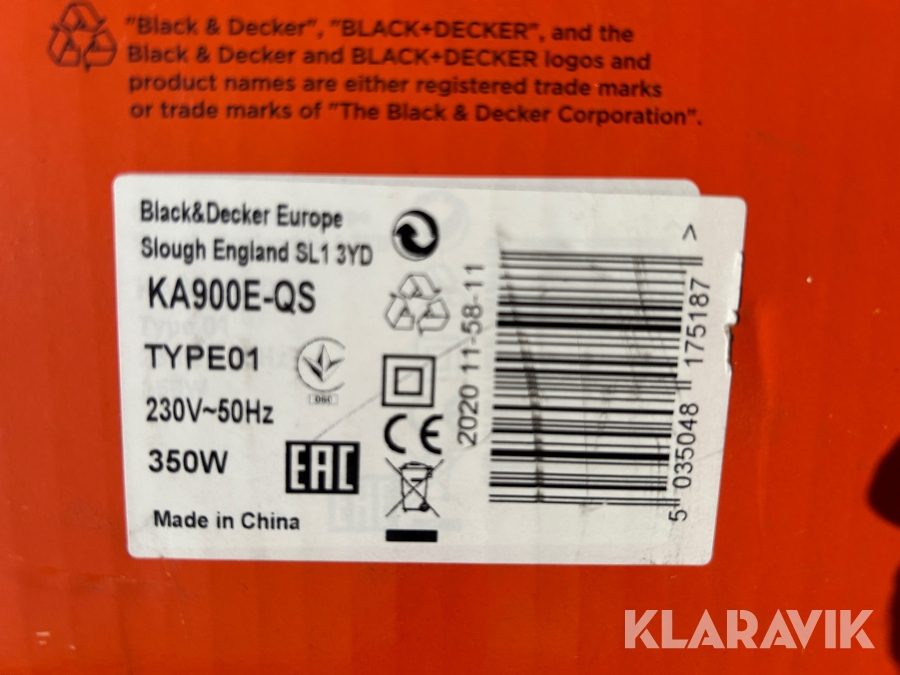 "Black & Decker", "BLACK+DECKER", and the
Black & Decker and BLACK+DECKER logos and
product names are either registered trade marks
or trade marks of "The Black & Decker Corporation".
Black&Decker Europe
Slough England SL1 3YD
KA900E-QS
TYPE01
230V~50Hz
350W
Made in China
DSC
EAC
CE
2020 11-58-11
5 035048 175187 >
KLARAVIK